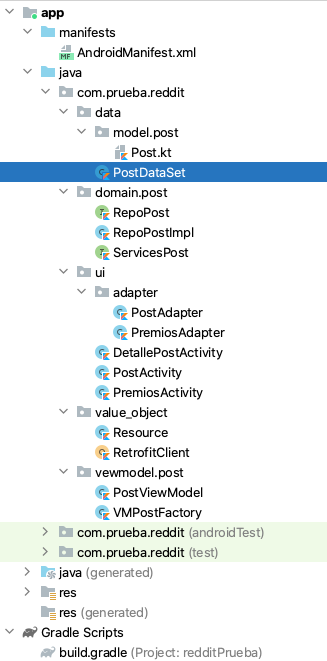 app
manifests
MF AndroidManifest.xml
java
com.prueba.reddit
data
model.post
Post.kt
PostDataSet
domain.post
RepoPost
RepoPostImpl
ServicesPost
ui
adapter
PostAdapter
PremiosAdapter
DetallePostActivity
PostActivity
PremiosActivity
value_object
Resource
RetrofitClient
vewmodel.post
PostViewModel
VMPostFactory
com.prueba.reddit (androidTest)
com.prueba.reddit (test)
java (generated)
res
res (generated)
Gradle Scripts
build.gradle (Project: redditPrueba)